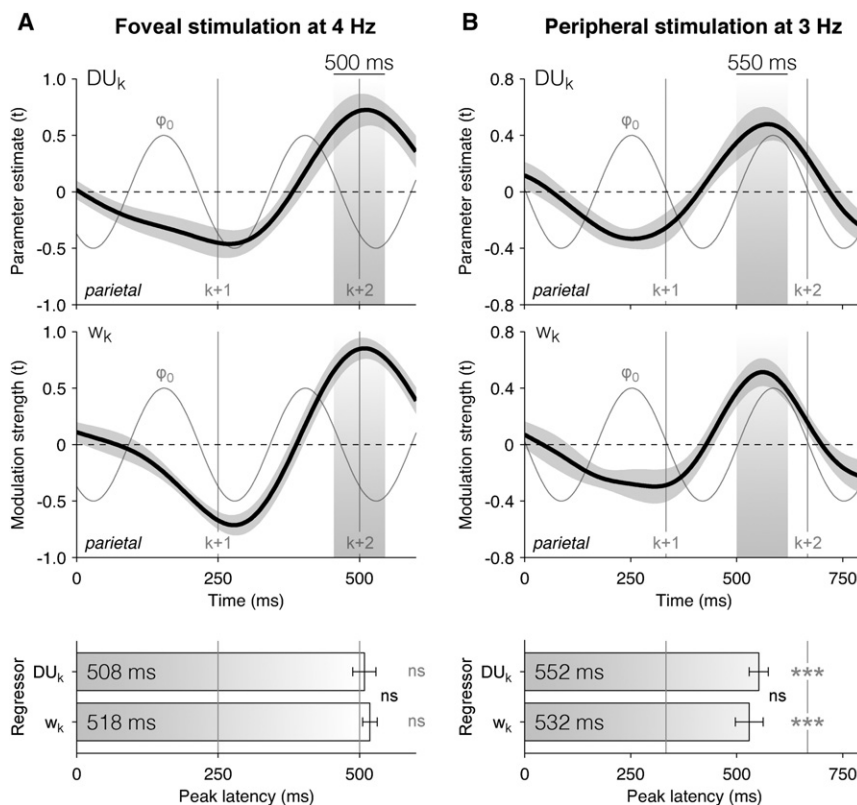 A
Foveal stimulation at 4 Hz
B
Peripheral stimulation at 3 Hz
500 ms
DUk
φ0
1.0
0.5
0
-0.5
-1.0
Parameter estimate (t)
parietal
k+1
k+2
wk
φ0
1.0
0.5
0
-0.5
-1.0
Modulation strength (t)
parietal
k+1
k+2
0
250
500
Time (ms)
550 ms
DUk
φ0
0.8
0.4
0
-0.4
-0.8
Parameter estimate (t)
parietal
k+1
k+2
wk
φ0
0.8
0.4
0
-0.4
-0.8
Modulation strength (t)
parietal
k+1
k+2
0
250
500
750
Time (ms)
Regressor
DUk
508 ms
ns
ns
wk
518 ms
ns
0
250
500
Peak latency (ms)
Regressor
DUk
552 ms
***
ns
wk
532 ms
***
0
250
500
750
Peak latency (ms)